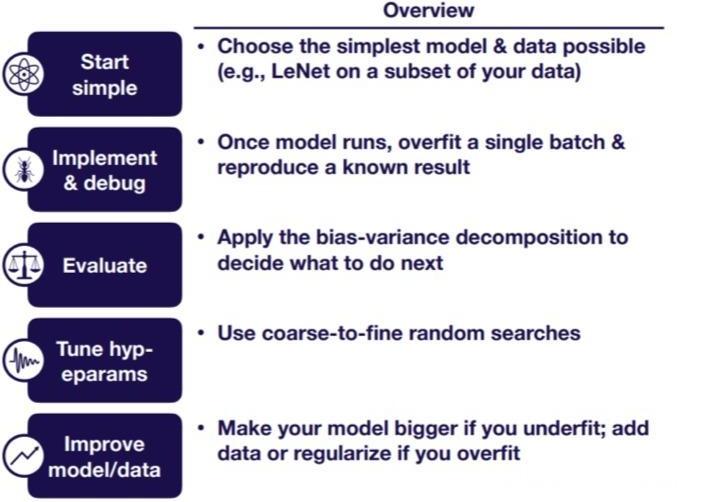 Overview
Start
simple
• Choose the simplest model & data possible
(e.g., LeNet on a subset of your data)
Implement
& debug
• Once model runs, overfit a single batch &
reproduce a known result
Evaluate
• Apply the bias-variance decomposition to
decide what to do next
Tune hyp-
eparams
• Use coarse-to-fine random searches
Improve
model/data
• Make your model bigger if you underfit; add
data or regularize if you overfit